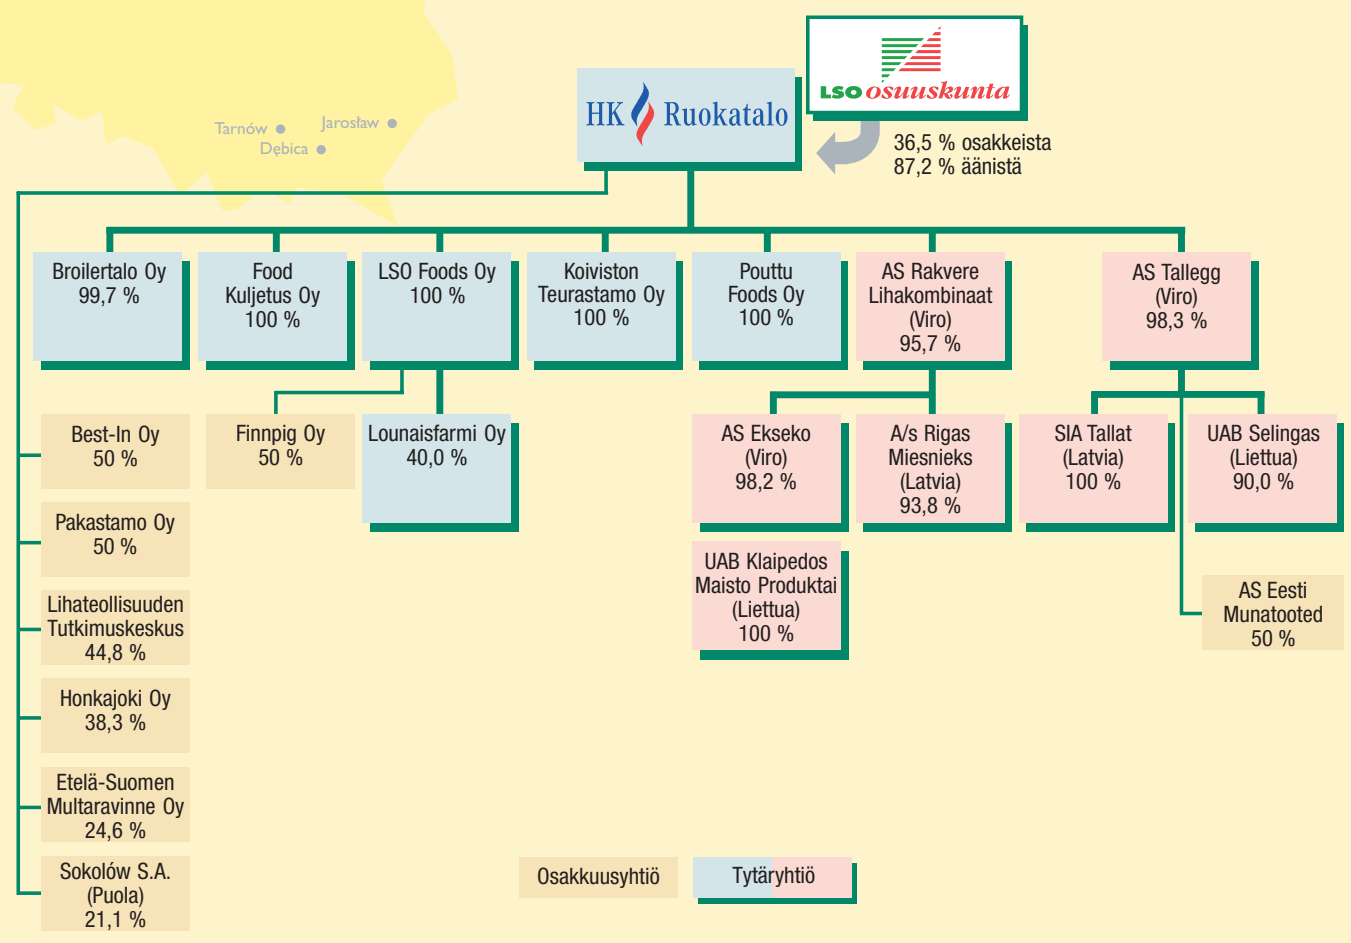 Tarnów
Jarosław
Dębica
HK Ruokatalo
LSO osuuskunta
36,5 % osakkeista
87,2 % äänistä
Broilertalo Oy
99,7 %
Food
Kuljetus Oy
100 %
LSO Foods Oy
100 %
Koiviston
Teurastamo Oy
100 %
Pouttu
Foods Oy
100 %
AS Rakvere
Lihakombinaat
(Viro)
95,7 %
AS Tallegg
(Viro)
98,3 %
Best-In Oy
50 %
Finnpig Oy
50 %
Lounaisfarmi Oy
40,0 %
AS Ekseko
(Viro)
98,2 %
A/s Rigas
Miesnieks
(Latvia)
93,8 %
SIA Tallat
(Latvia)
100 %
UAB Selingas
(Liettua)
90,0 %
Pakastamo Oy
50 %
UAB Klaipedos
Maisto Produktai
(Liettua)
100 %
AS Eesti
Munatooted
50 %
Lihateollisuuden
Tutkimuskeskus
44,8 %
Honkajoki Oy
38,3 %
Etelä-Suomen
Multaravinne Oy
24,6 %
Sokolów S.A.
(Puola)
21,1 %
Osakkuusyhtiö
Tytäryhtiö